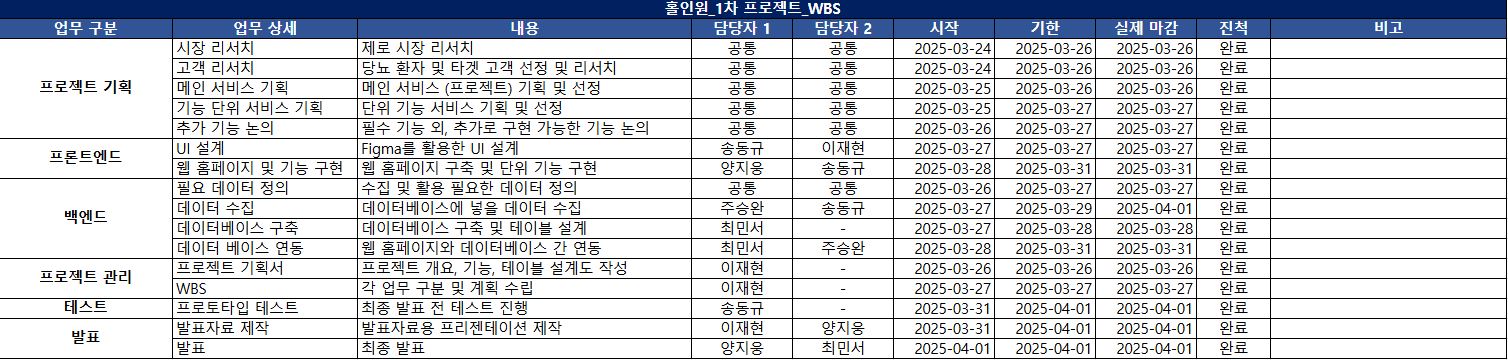 홀인원_1차 프로젝트_WBS
업무 구분 업무 상세 내용 담당자 1 담당자 2 시작 기한 실제 마감 진척 비고
프로젝트 기획 시장 리서치 제로 시장 리서치 공통 공통 2025-03-24 2025-03-26 2025-03-26 완료
고객 리서치 당뇨 환자 및 타겟 고객 선정 및 리서치 공통 공통 2025-03-24 2025-03-26 2025-03-26 완료
메인 서비스 기획 메인 서비스 (프로젝트) 기획 및 선정 공통 공통 2025-03-25 2025-03-26 2025-03-26 완료
기능 단위 서비스 기획 단위 기능 서비스 기획 및 선정 공통 공통 2025-03-25 2025-03-27 2025-03-27 완료
추가 기능 논의 필수 기능 외, 추가로 구현 가능한 기능 논의 공통 공통 2025-03-26 2025-03-27 2025-03-27 완료
프론트엔드 UI 설계 Figma를 활용한 UI 설계 송동규 이재현 2025-03-27 2025-03-27 2025-03-27 완료
웹 홈페이지 및 기능 구현 웹 홈페이지 구축 및 단위 기능 구현 양지웅 송동규 2025-03-28 2025-03-31 2025-03-31 완료
백엔드 필요 데이터 정의 수집 및 활용 필요한 데이터 정의 공통 공통 2025-03-26 2025-03-27 2025-03-27 완료
데이터 수집 데이터베이스에 넣을 데이터 수집 주승완 송동규 2025-03-27 2025-03-29 2025-04-01 완료
데이터베이스 구축 데이터베이스 구축 및 테이블 설계 최민서 - 2025-03-27 2025-03-28 2025-03-28 완료
데이터 베이스 연동 웹 홈페이지와 데이터베이스 간 연동 최민서 주승완 2025-03-28 2025-03-31 2025-03-31 완료
프로젝트 관리 프로젝트 기획서 프로젝트 개요, 기능, 테이블 설계도 작성 이재현 - 2025-03-26 2025-03-26 2025-03-26 완료
WBS 각 업무 구분 및 계획 수립 이재현 - 2025-03-27 2025-03-27 2025-03-27 완료
테스트 프로토타입 테스트 최종 발표 전 테스트 진행 송동규 - 2025-03-31 2025-04-01 2025-04-01 완료
발표 발표자료 제작 발표자료용 프리젠테이션 제작 이재현 양지웅 2025-03-31 2025-04-01 2025-04-01 완료
발표 최종 발표 양지웅 최민서 2025-04-01 2025-04-01 2025-04-01 완료